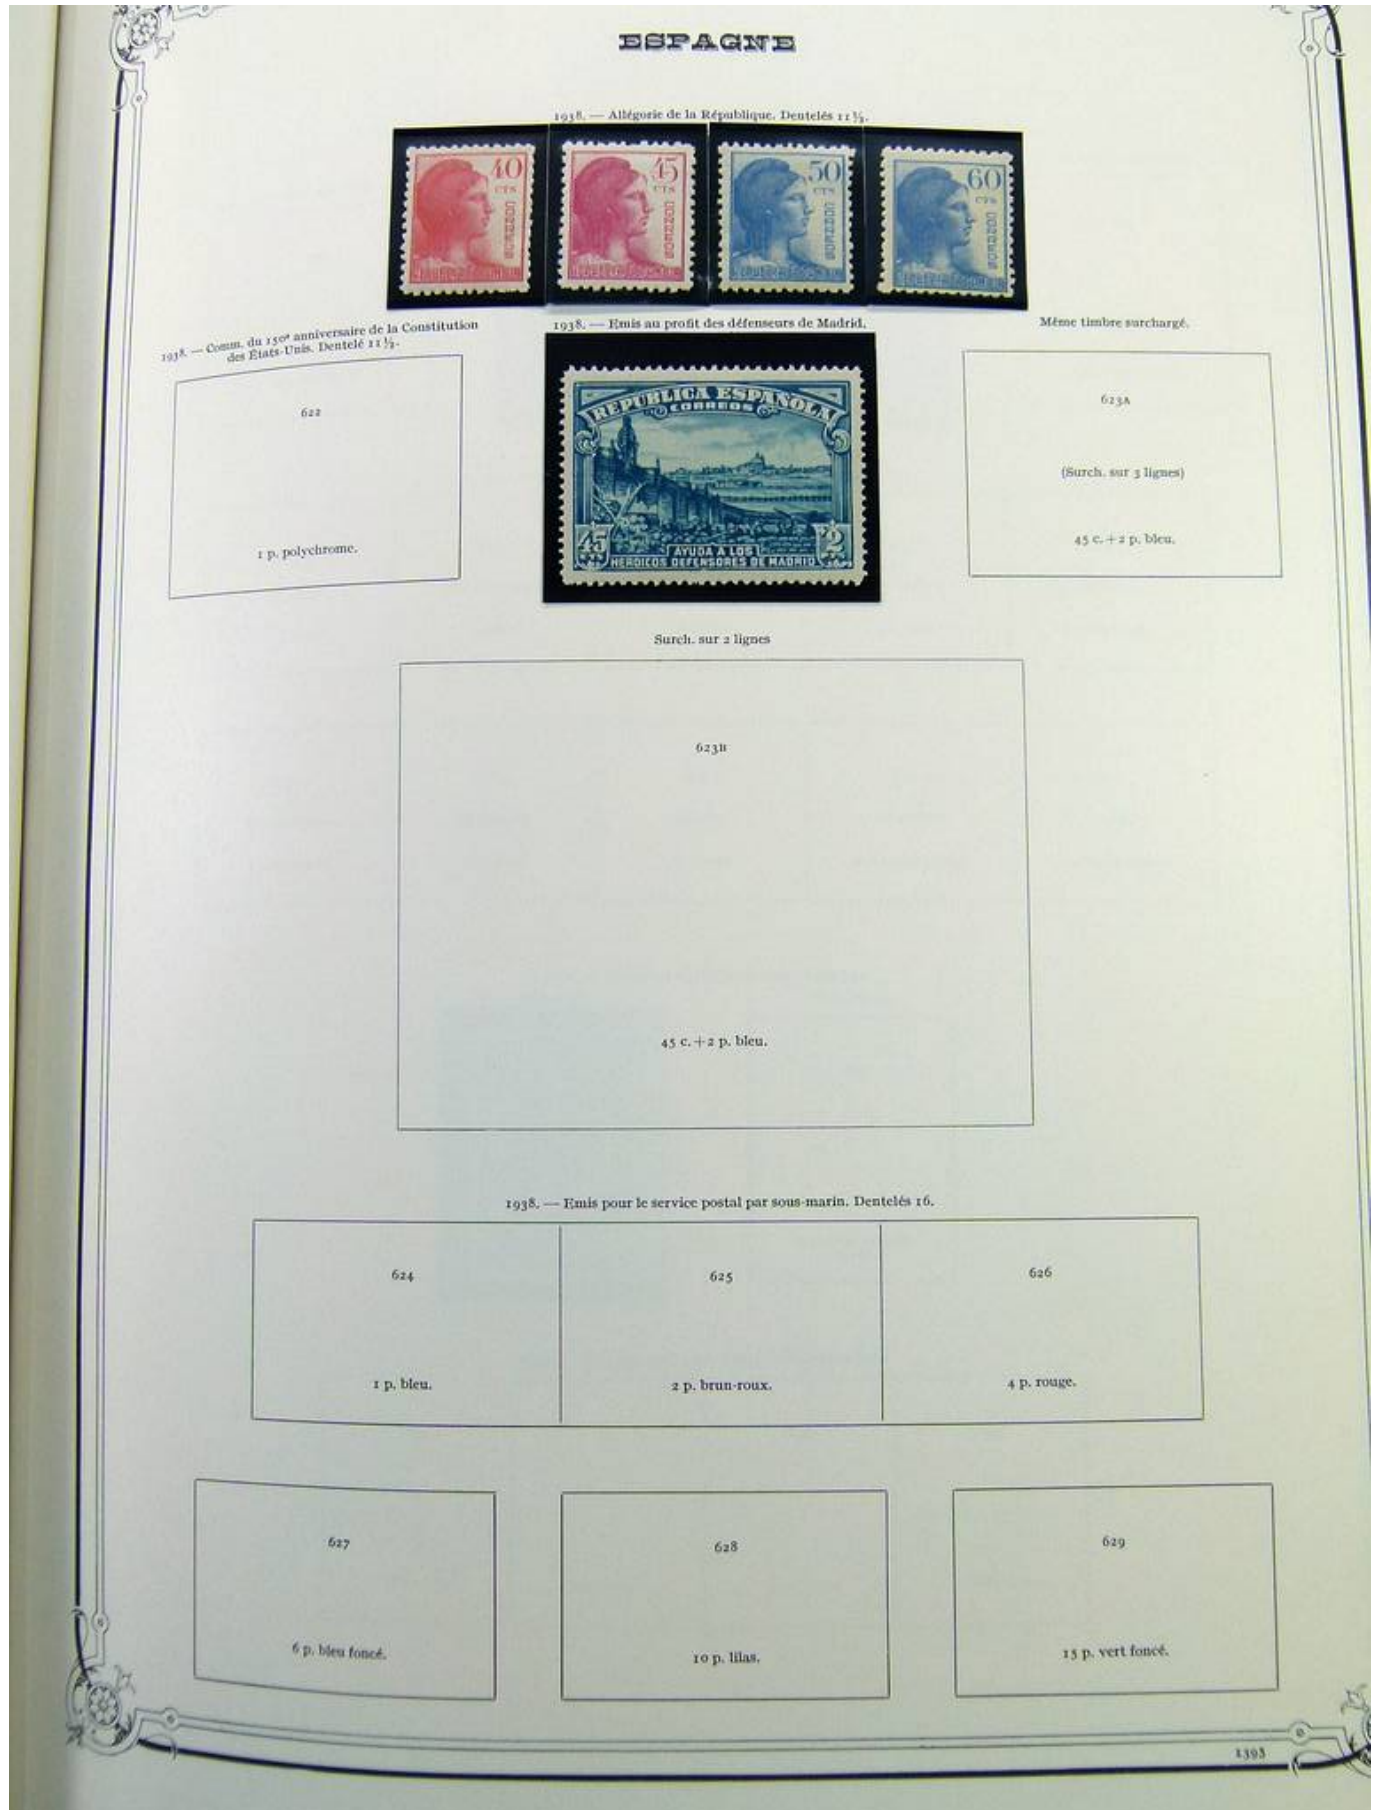 ESPAGNE
1938. — Allégorie de la République. Dentelés 11 ½.
40 CTS CORREOS
45 CTS CORREOS
50 CTS CORREOS
60 CTS CORREOS
1938. — Comm. du 150e anniversaire de la Constitution
des États-Unis. Dentelé 11 ½.
622
1 p. polychrome.
1938. — Emis au profit des défenseurs de Madrid.
REPUBLICA ESPAÑOLA
CORREOS
45
2
AYUDA A LOS
HEROICOS DEFENSORES DE MADRID
Même timbre surchargé.
623A
(Surch. sur 3 lignes)
45 c. + 2 p. bleu.
Surch. sur 2 lignes
623B
45 c. + 2 p. bleu.
1938. — Emis pour le service postal par sous-marin. Dentelés 16.
624
1 p. bleu.
625
2 p. brun-roux.
626
4 p. rouge.
627
6 p. bleu foncé.
628
10 p. lilas.
629
15 p. vert foncé.
1393